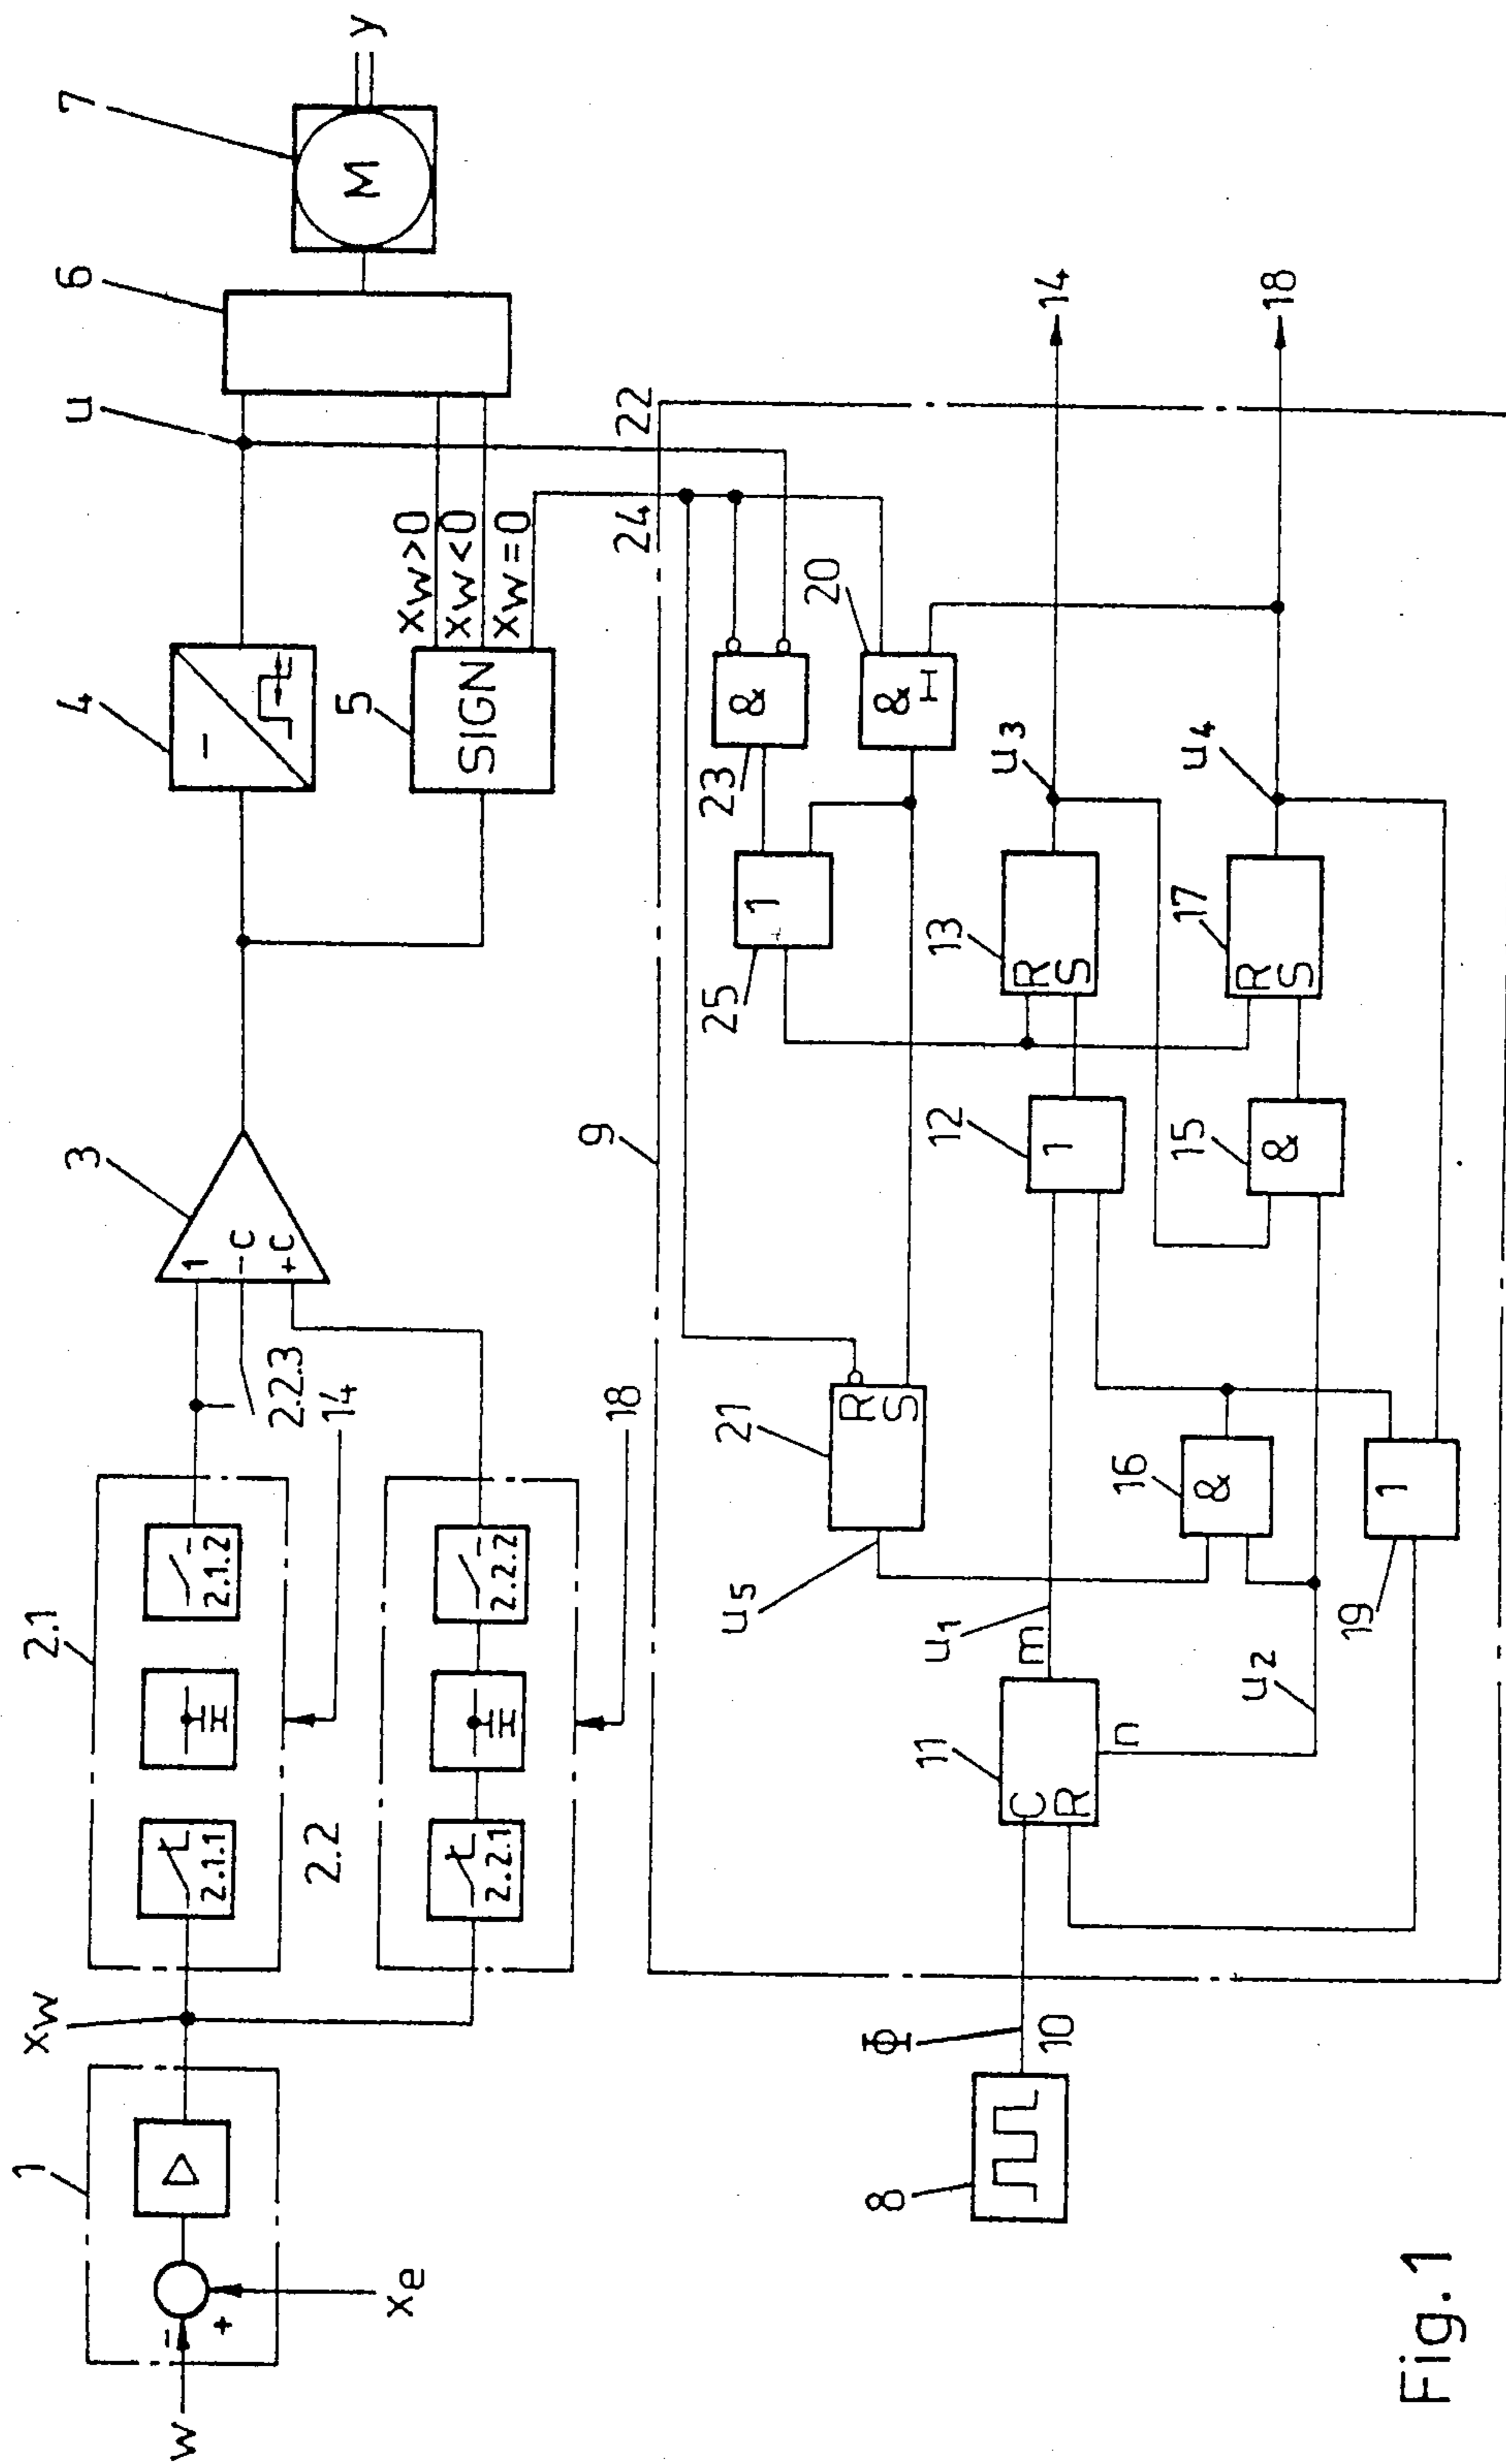 w
xe
−
+
1
Δ
xw
2.1
2.1.1
2.1.2
14
2.2
2.2.1
2.2.2
18
2.2.3
3
1
−C
+C
4
−
5
SIGN
xw>0
xw<0
xw=0
u
6
7
M
y
8
Φ
10
9
24
22
11
C
R
m
n
u1
u2
u5
21
R
S
25
1
23
&
20
&
12
1
13
R
S
u3
14
16
&
15
&
17
R
S
u4
18
19
1
Fig.1